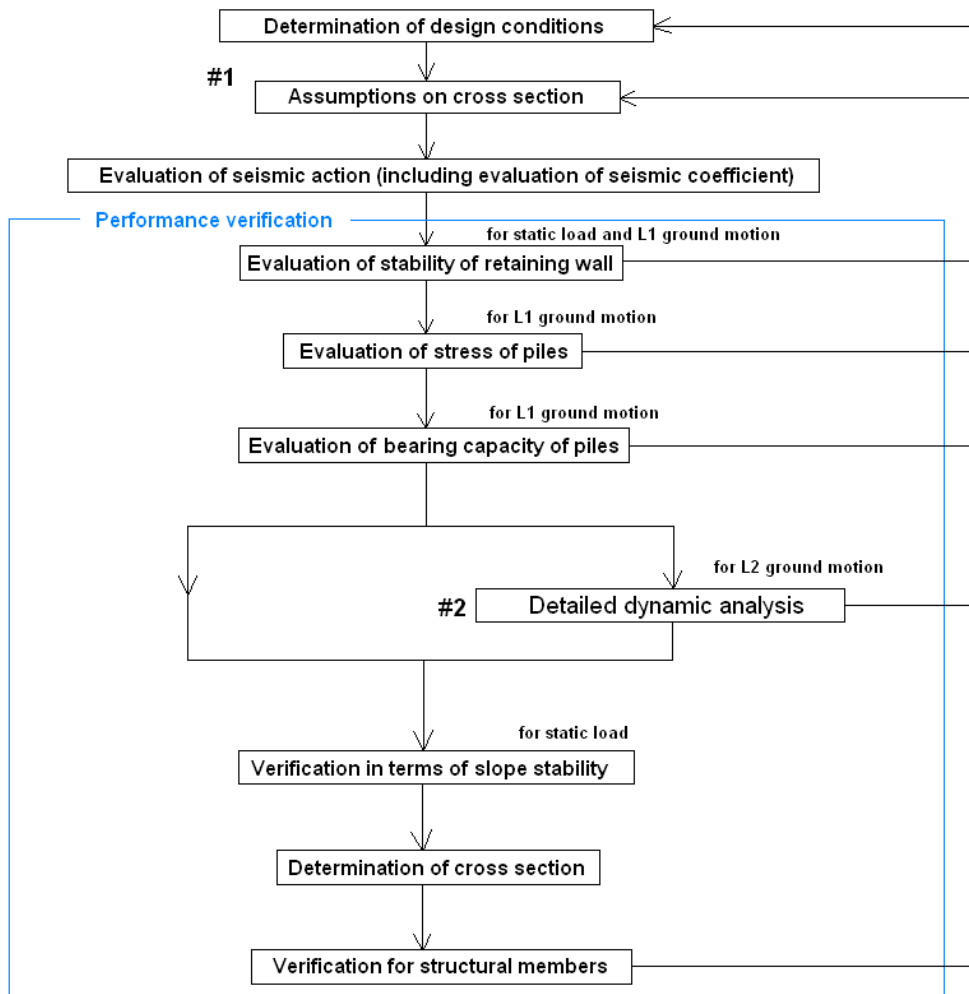 Determination of design conditions
#1
Assumptions on cross section
Evaluation of seismic action (including evaluation of seismic coefficient)
Performance verification
for static load and L1 ground motion
Evaluation of stability of retaining wall
for L1 ground motion
Evaluation of stress of piles
for L1 ground motion
Evaluation of bearing capacity of piles
for L2 ground motion
#2
Detailed dynamic analysis
for static load
Verification in terms of slope stability
Determination of cross section
Verification for structural members